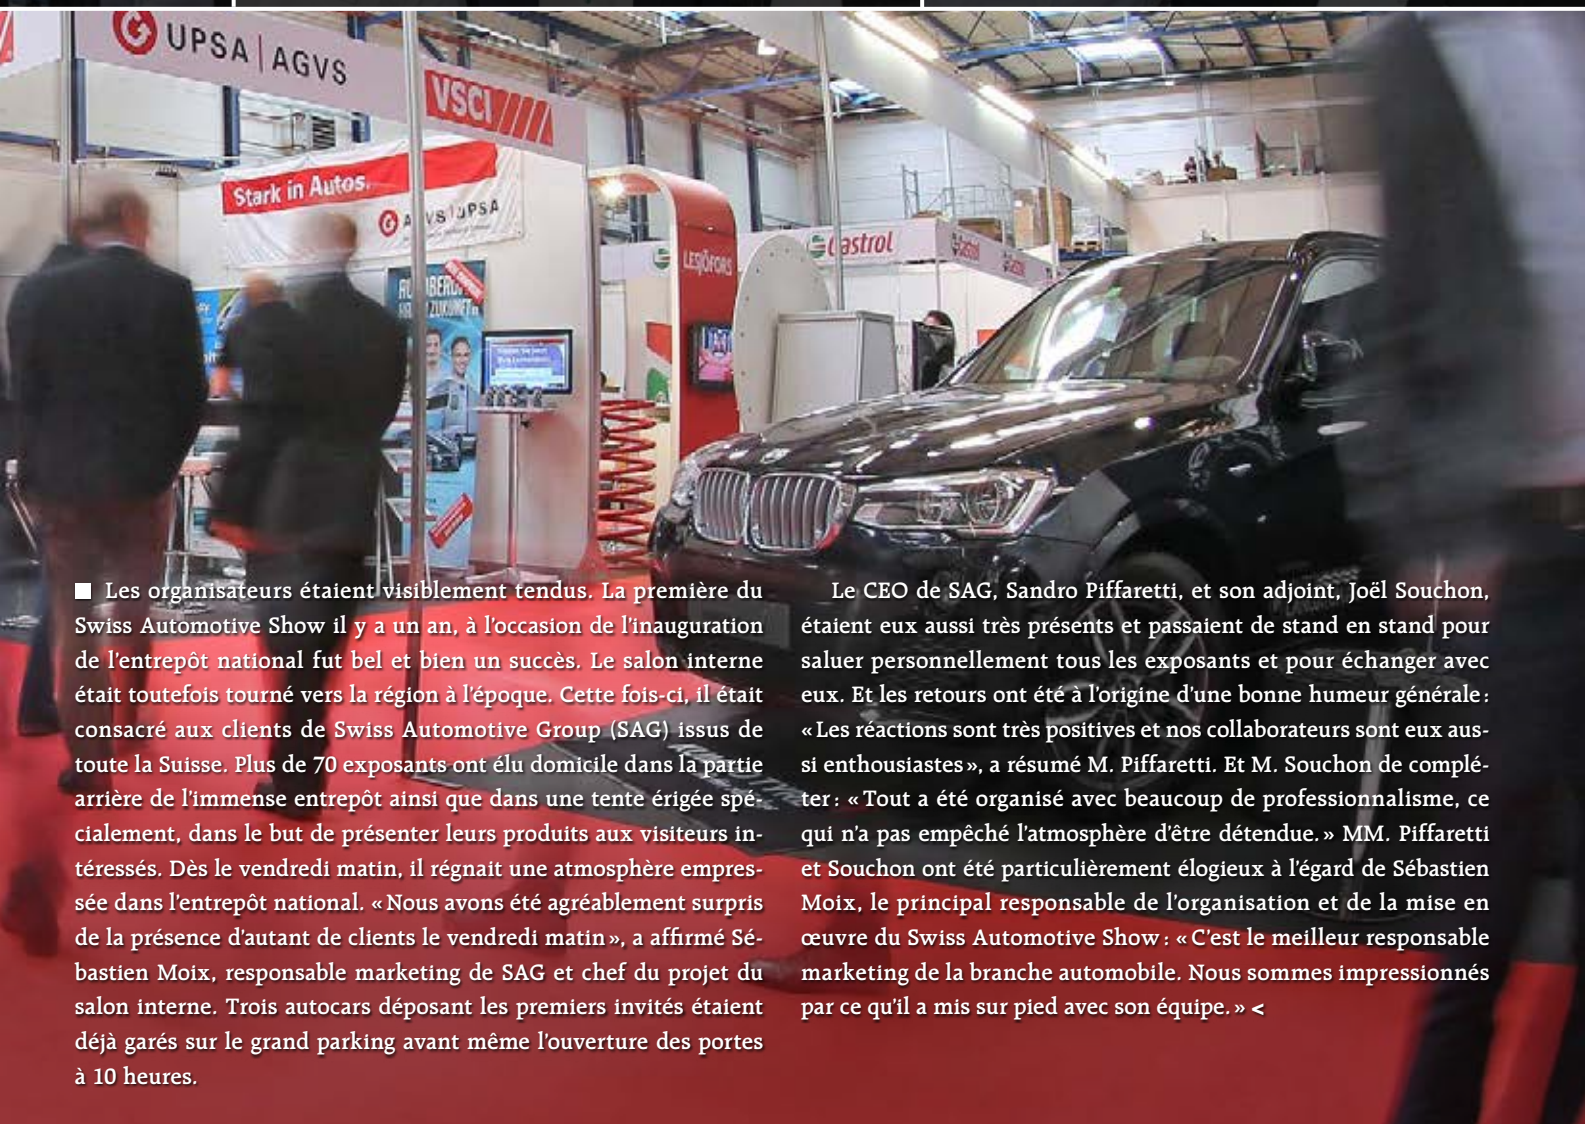 UPSA | AGVS
VSCI
Stark in Autos.
AGVS UPSA
LESJÖFORS
Castrol
Castrol
Castrol
■ Les organisateurs étaient visiblement tendus. La première du
Swiss Automotive Show il y a un an, à l'occasion de l'inauguration
de l'entrepôt national fut bel et bien un succès. Le salon interne
était toutefois tourné vers la région à l'époque. Cette fois-ci, il était
consacré aux clients de Swiss Automotive Group (SAG) issus de
toute la Suisse. Plus de 70 exposants ont élu domicile dans la partie
arrière de l'immense entrepôt ainsi que dans une tente érigée spé-
cialement, dans le but de présenter leurs produits aux visiteurs in-
téressés. Dès le vendredi matin, il régnait une atmosphère empres-
sée dans l'entrepôt national. « Nous avons été agréablement surpris
de la présence d'autant de clients le vendredi matin », a affirmé Sé-
bastien Moix, responsable marketing de SAG et chef du projet du
salon interne. Trois autocars déposant les premiers invités étaient
déjà garés sur le grand parking avant même l'ouverture des portes
à 10 heures.
Le CEO de SAG, Sandro Piffaretti, et son adjoint, Joël Souchon,
étaient eux aussi très présents et passaient de stand en stand pour
saluer personnellement tous les exposants et pour échanger avec
eux. Et les retours ont été à l'origine d'une bonne humeur générale :
« Les réactions sont très positives et nos collaborateurs sont eux aus-
si enthousiastes », a résumé M. Piffaretti. Et M. Souchon de complé-
ter : « Tout a été organisé avec beaucoup de professionnalisme, ce
qui n'a pas empêché l'atmosphère d'être détendue. » MM. Piffaretti
et Souchon ont été particulièrement élogieux à l'égard de Sébastien
Moix, le principal responsable de l'organisation et de la mise en
œuvre du Swiss Automotive Show : « C'est le meilleur responsable
marketing de la branche automobile. Nous sommes impressionnés
par ce qu'il a mis sur pied avec son équipe. » <